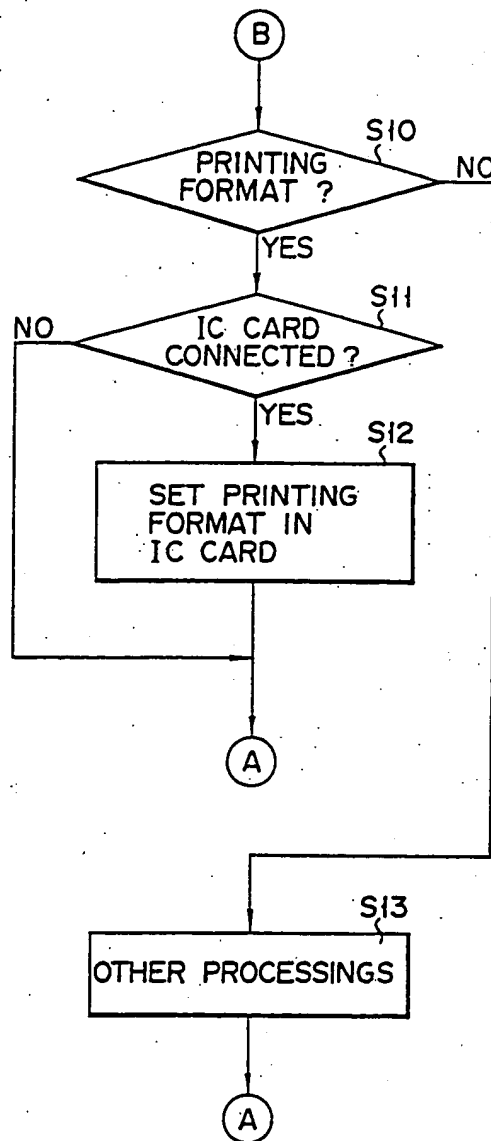 B
S10
PRINTING
FORMAT ?
NO
YES
S11
NO
IC CARD
CONNECTED ?
YES
S12
SET PRINTING
FORMAT IN
IC CARD
A
S13
OTHER PROCESSINGS
A